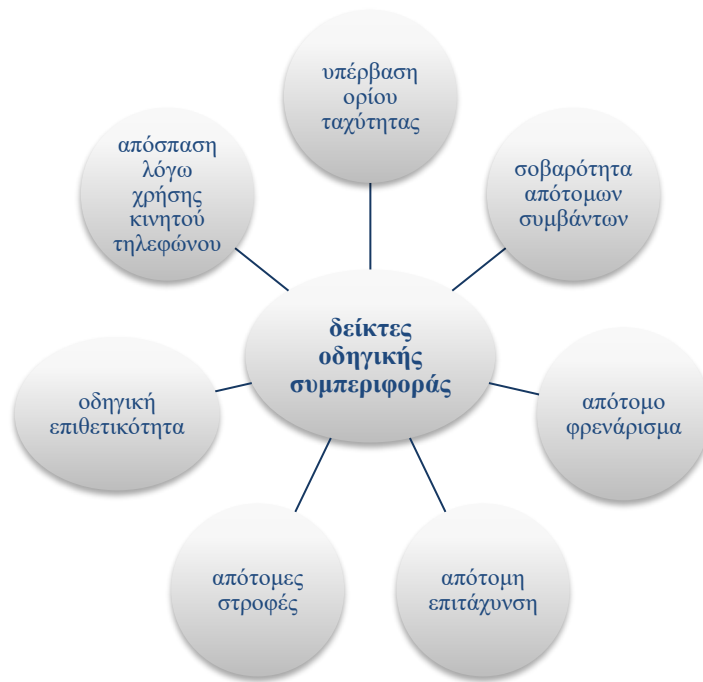 υπέρβαση
ορίου
ταχύτητας
σοβαρότητα
απότομων
συμβάντων
απότομο
φρενάρισμα
απότομη
επιτάχυνση
απότομες
στροφές
οδηγική
επιθετικότητα
απόσπαση
λόγω
χρήσης
κινητού
τηλεφώνου
δείκτες
οδηγικής
συμπεριφοράς